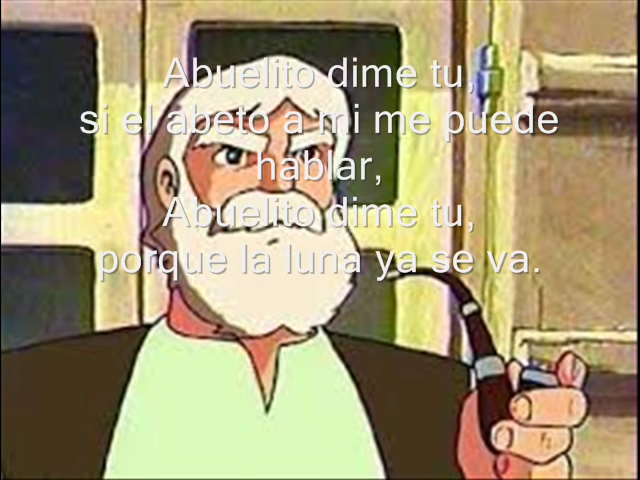 Abuelito dime tu,
si el abeto a mi me puede
hablar,
Abuelito dime tu,
porque la luna ya se va.